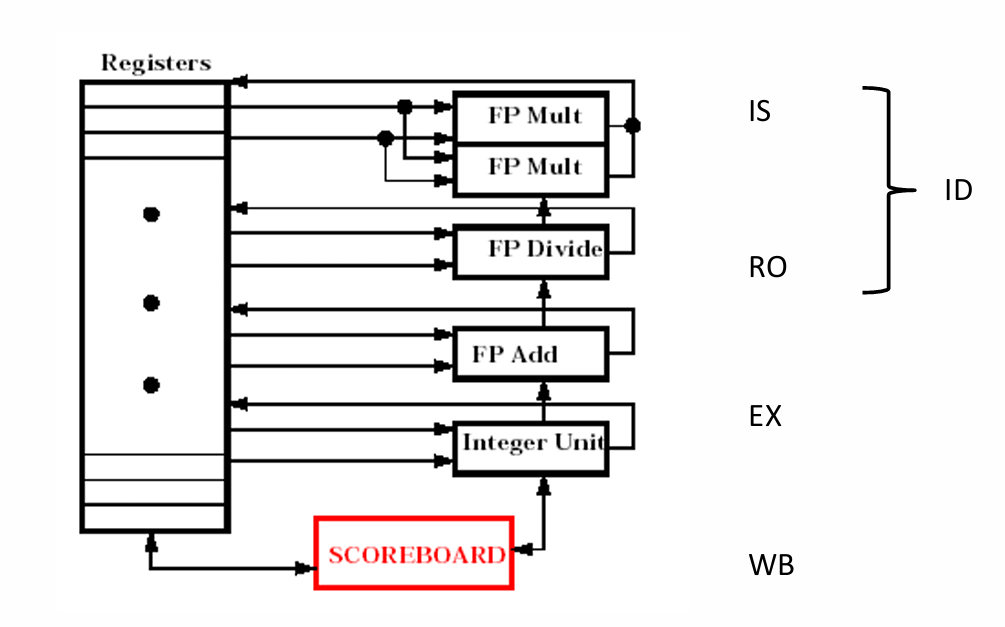 Registers
FP Mult
FP Mult
FP Divide
FP Add
Integer Unit
SCOREBOARD
IS
RO
ID
EX
WB